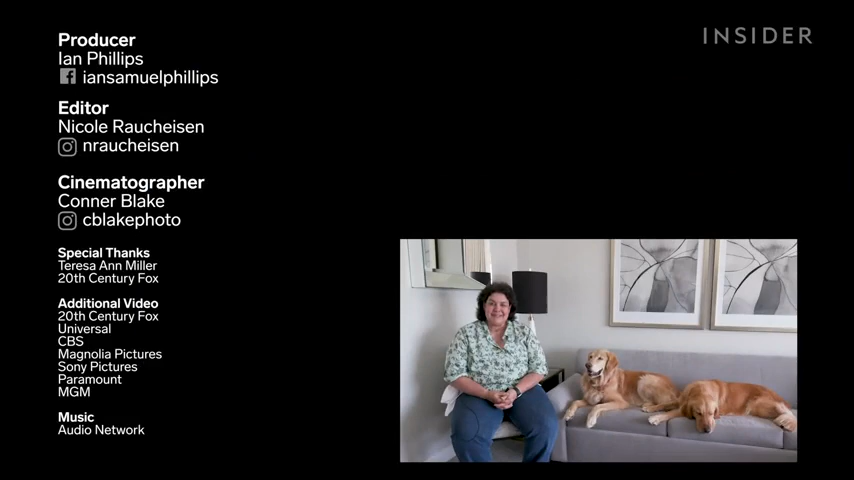 INSIDER
Producer
Ian Phillips
iansamuelphillips
Editor
Nicole Raucheisen
nraucheisen
Cinematographer
Conner Blake
cblakephoto
Special Thanks
Teresa Ann Miller
20th Century Fox
Additional Video
20th Century Fox
Universal
CBS
Magnolia Pictures
Sony Pictures
Paramount
MGM
Music
Audio Network